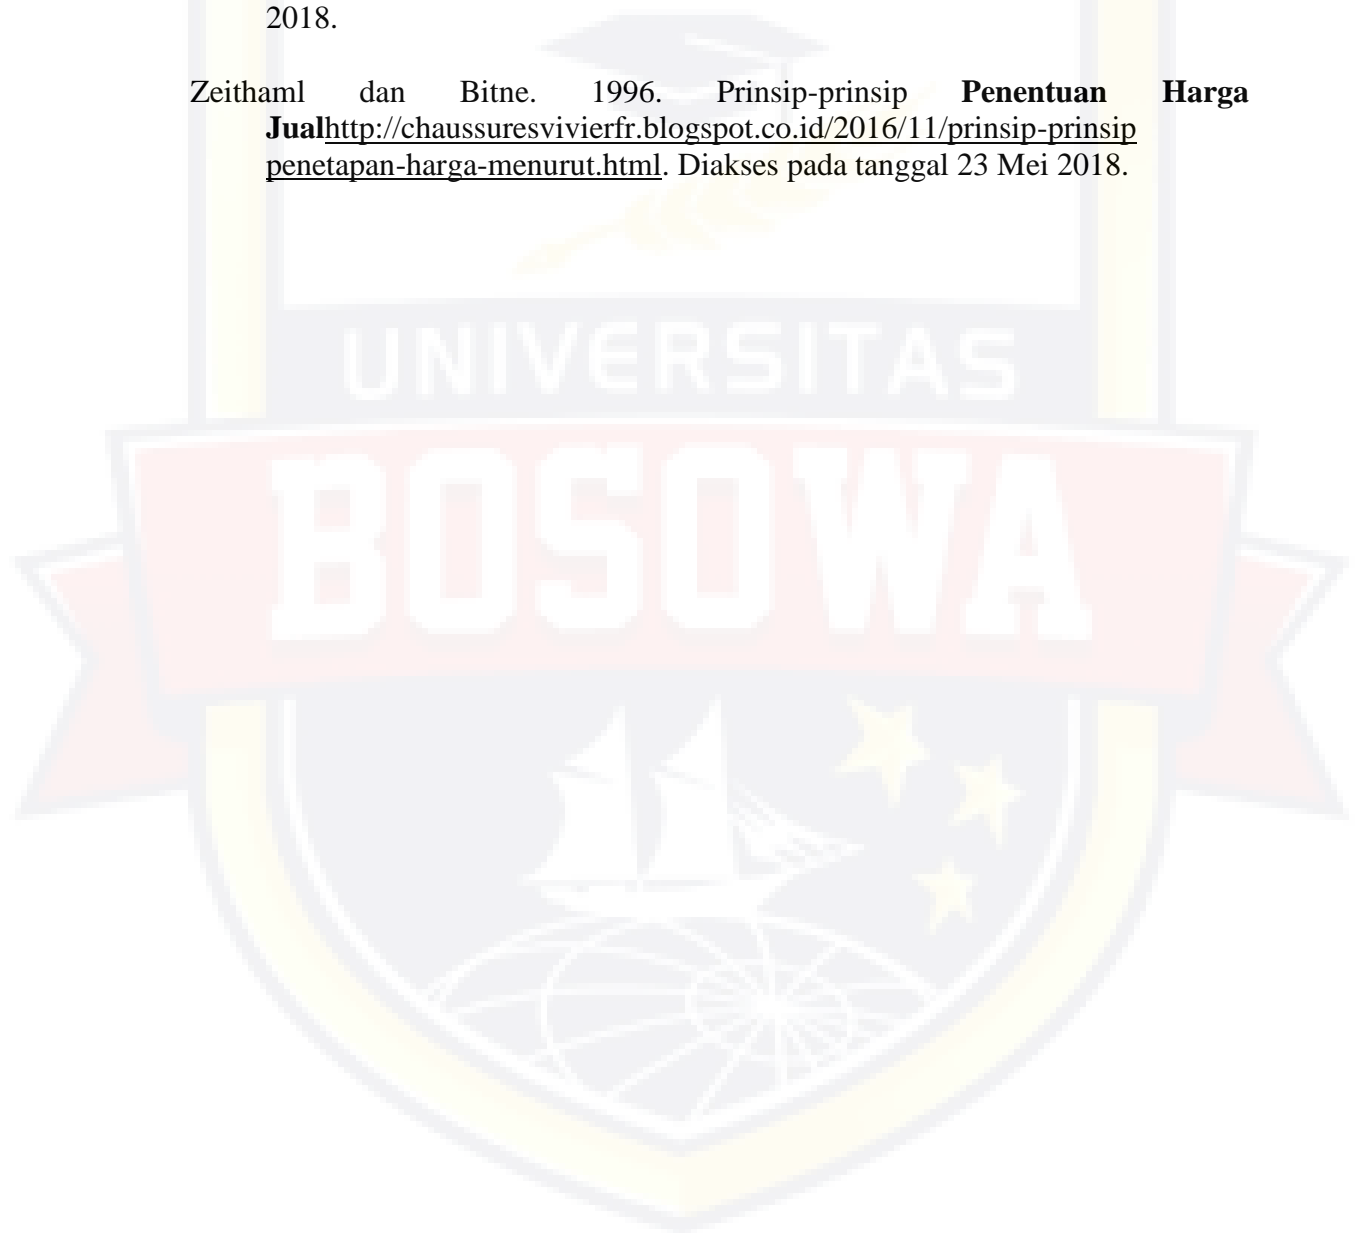 2018.
Zeithaml dan Bitne. 1996. Prinsip-prinsip Penentuan Harga
Jualhttp://chaussuresvivierfr.blogspot.co.id/2016/11/prinsip-prinsip
penetapan-harga-menurut.html. Diakses pada tanggal 23 Mei 2018.
UNIVERSITAS
BOSOWA